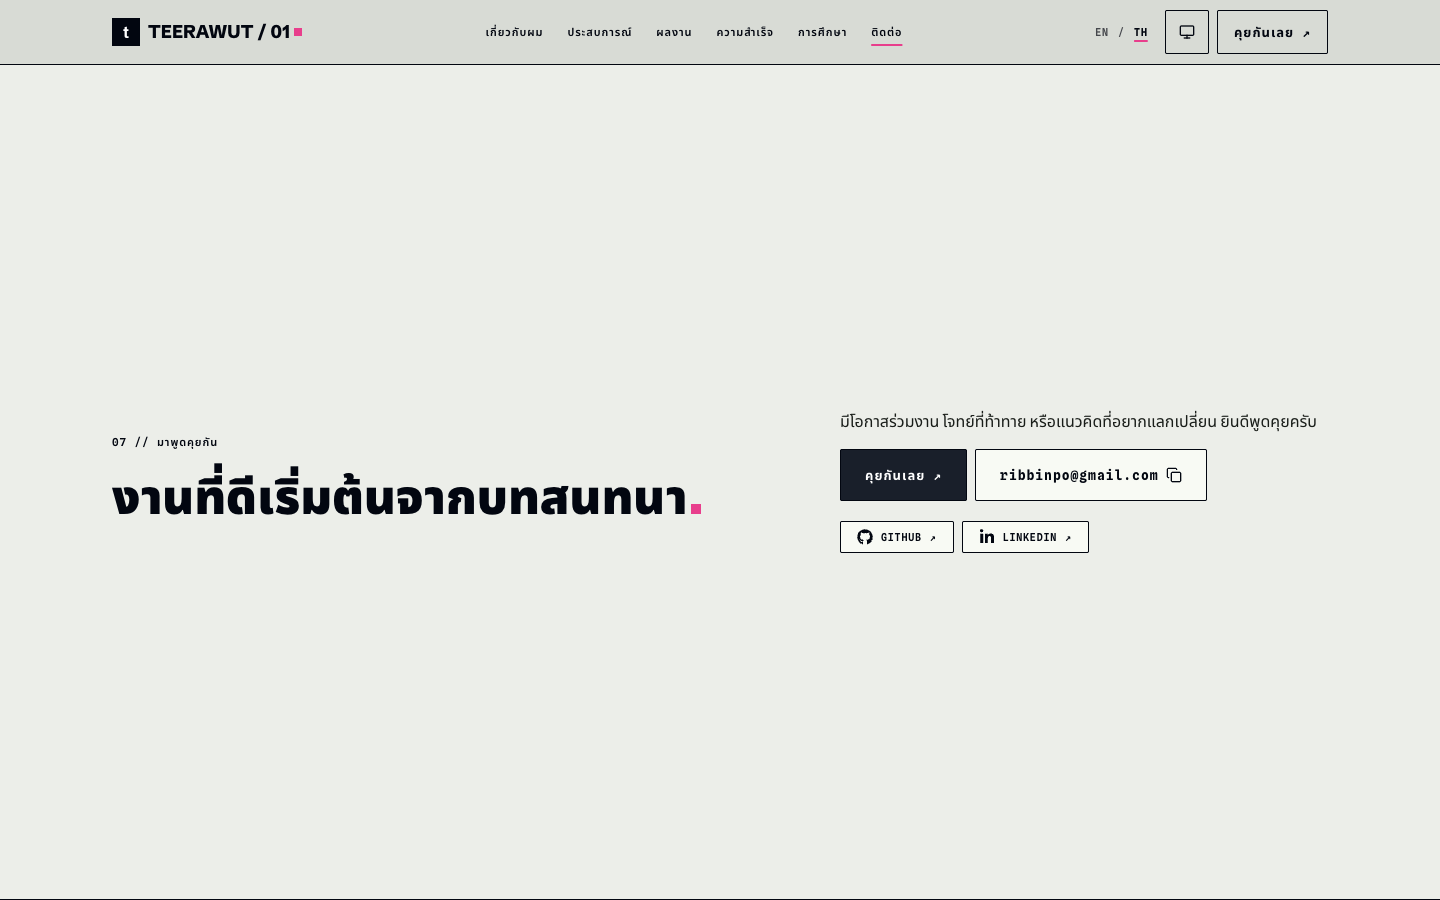 t TEERAWUT / 01
เกี่ยวกับผม ประสบการณ์ ผลงาน ความสำเร็จ การศึกษา ติดต่อ
EN / TH
คุยกันเลย ↗
07 // มาพูดคุยกัน
งานที่ดีเริ่มต้นจากบทสนทนา
มีโอกาสร่วมงาน โจทย์ที่ท้าทาย หรือแนวคิดที่อยากแลกเปลี่ยน ยินดีพูดคุยครับ
คุยกันเลย ↗ ribbinpo@gmail.com
GITHUB ↗ LINKEDIN ↗